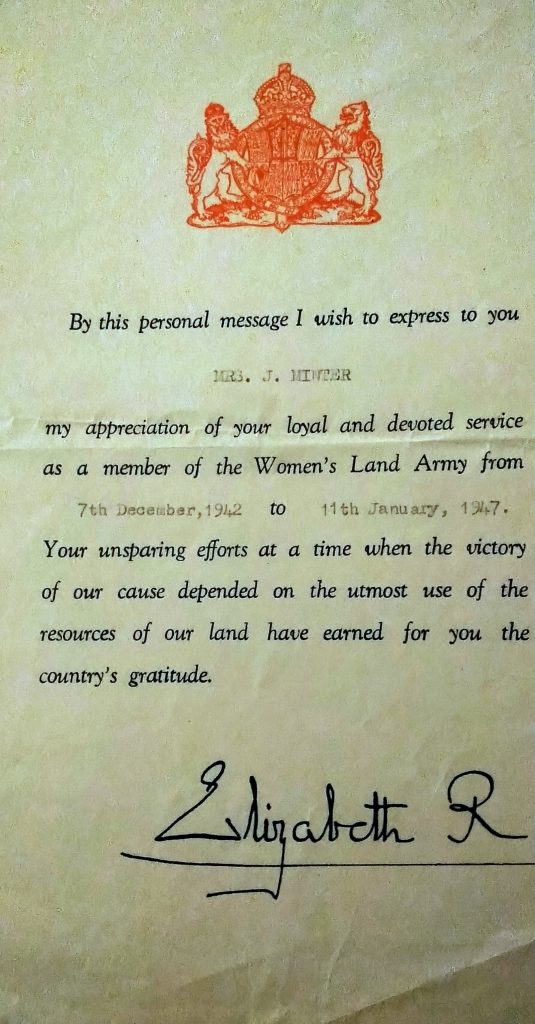 By this personal message I wish to express to you
MRS. J. MINTER
my appreciation of your loyal and devoted service
as a member of the Women's Land Army from
7th December,1942 to 11th January, 1947.
Your unsparing efforts at a time when the victory
of our cause depended on the utmost use of the
resources of our land have earned for you the
country's gratitude.
Elizabeth R